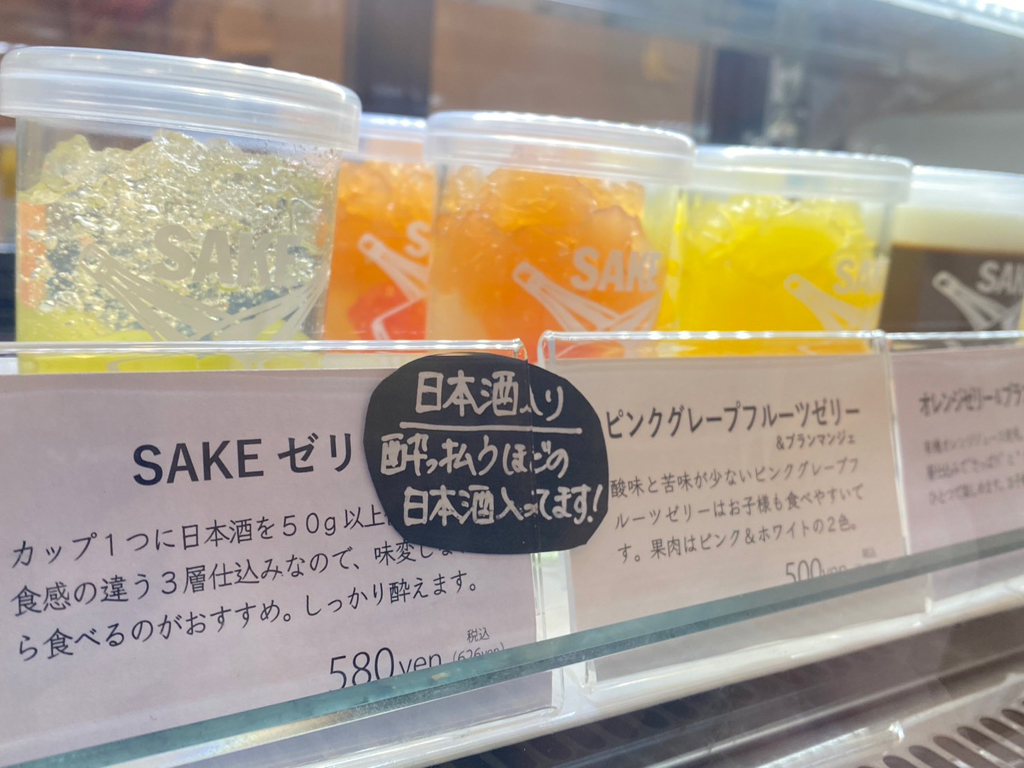 SAKE
SAKE
SAKE
SAKE
SAKE ゼリ
カップ1つに日本酒を50g以上
食感の違う3層仕込みなので、味変しま
ら食べるのがおすすめ。しっかり酔えます。
税込
580yen (626yen)
日本酒入り
酔っ払うほどの
日本酒入ってます!
ピンクグレープフルーツゼリー
&ブランマンジェ
酸味と苦味が少ないピンクグレープフ
ルーツゼリーはお子様も食べやすいで
す。果肉はピンク&ホワイトの2色。
税込
500yen
オレンジゼリー&ブラ